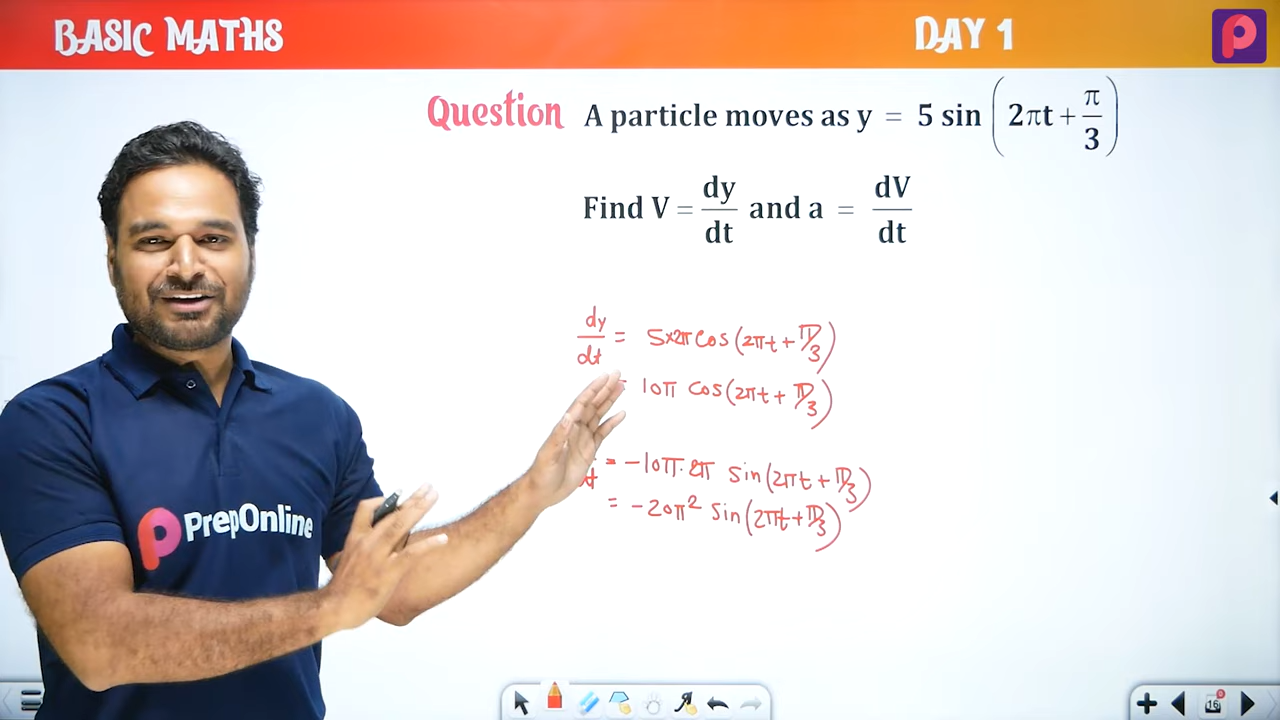 BASIC MATHS
DAY 1
Question A particle moves as y = 5 sin (2πt + π/3)
Find V = dy/dt and a = dV/dt
dy/dt = 5×2π cos (2πt + π/3)
= 10π cos (2πt + π/3)
= -10π·2π sin (2πt + π/3)
= -20π² sin (2πt + π/3)
PrepOnline
16